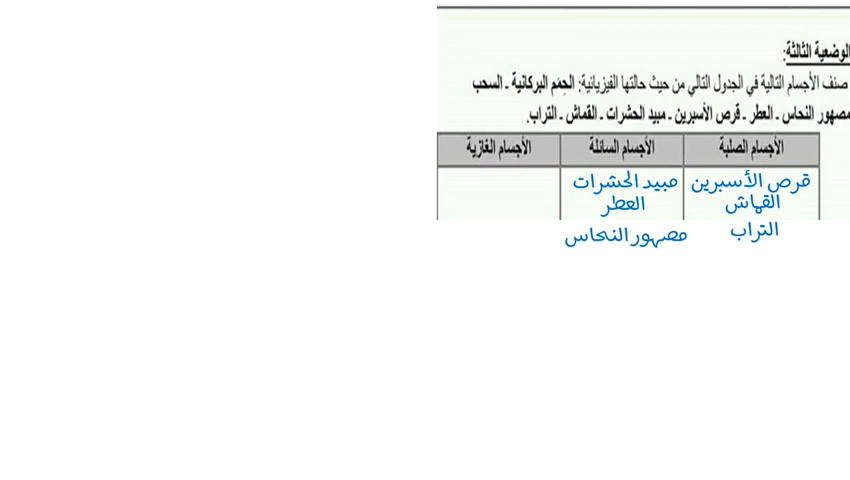 الوضعية الثالثة:
صنف الأجسام التالية في الجدول التالي من حيث حالتها الفيزيائية: الحِمَم البركانية ـ السحب
مصهور النحاس ـ العطر ـ قرص الأسبرين ـ مبيد الحشرات ـ القماش ـ التراب.
الأجسام الصلبة الأجسام السائلة الأجسام الغازية
قرص الأسبرين مبيد الحشرات
القماش العطر
التراب مصهور النحاس